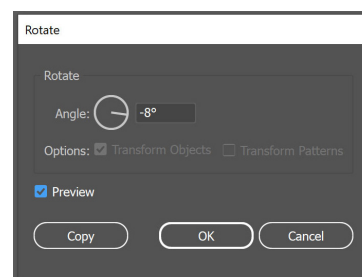 Rotate
Rotate
Angle: -8°
Options: Transform Objects Transform Patterns
Preview
Copy OK Cancel